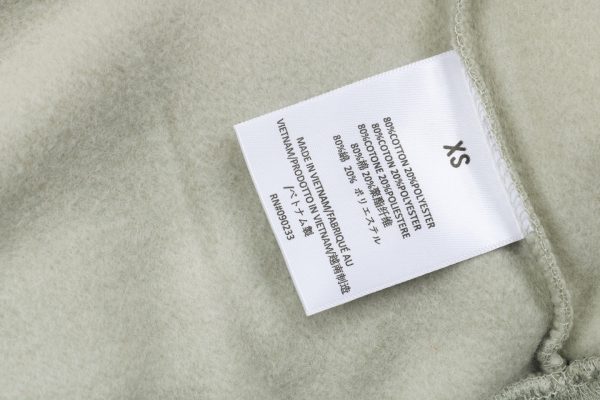 XS
80%COTTON 20%POLYESTER
80%COTON 20%POLYESTER
80%COTONE 20%POLIESTERE
80%棉 20%聚酯纤维
80%綿 20% ポリエステル
MADE IN VIETNAM/FABRIQUÉ AU
VIETNAM/PRODOTTO IN VIETNAM/越南制造
/ベトナム製
RN#090233